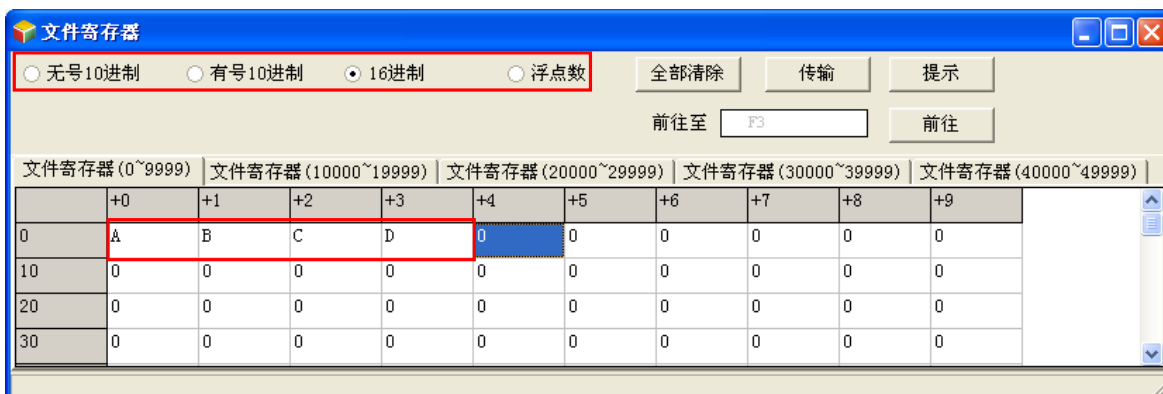 文件寄存器
无号10进制 有号10进制 16进制 浮点数 全部清除 传输 提示
前往至 F3 前往
文件寄存器(0~9999) 文件寄存器(10000~19999) 文件寄存器(20000~29999) 文件寄存器(30000~39999) 文件寄存器(40000~49999)
+0 +1 +2 +3 +4 +5 +6 +7 +8 +9
0 A B C D 0 0 0 0 0 0
10 0 0 0 0 0 0 0 0 0 0
20 0 0 0 0 0 0 0 0 0 0
30 0 0 0 0 0 0 0 0 0 0